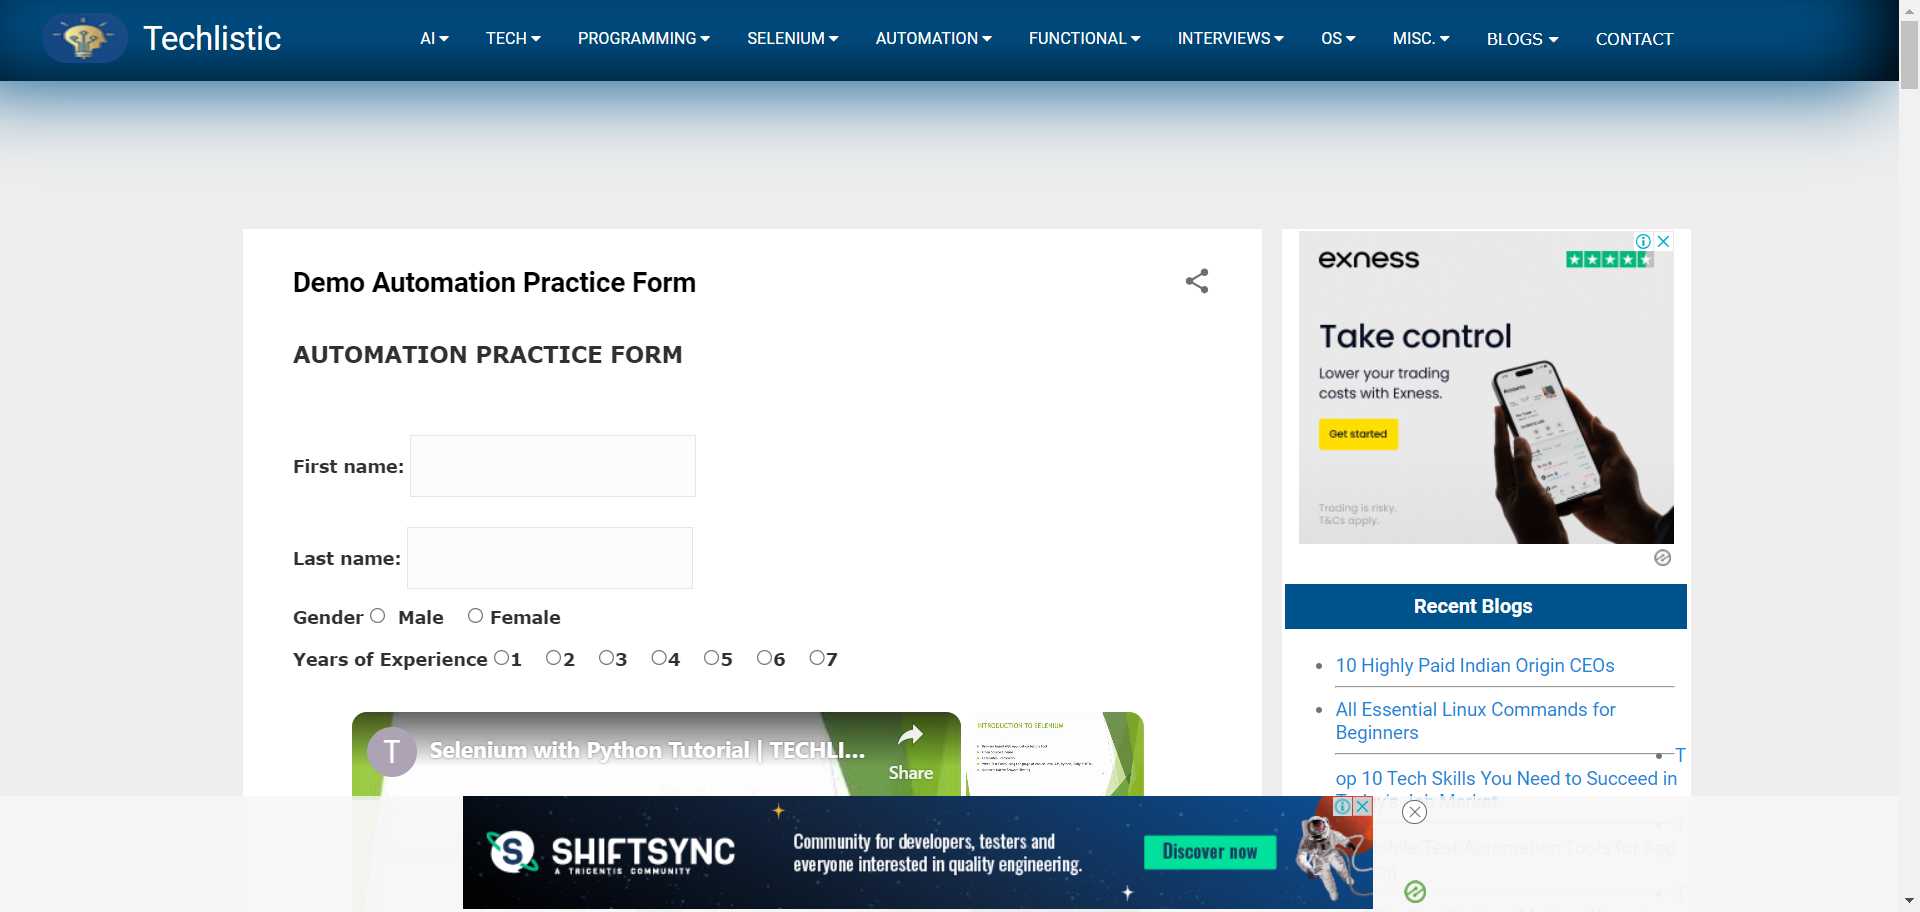 Techlistic
AI TECH PROGRAMMING SELENIUM AUTOMATION FUNCTIONAL INTERVIEWS OS MISC. BLOGS CONTACT
Demo Automation Practice Form
AUTOMATION PRACTICE FORM
First name:
Last name:
Gender Male Female
Years of Experience 1 2 3 4 5 6 7
T
Selenium with Python Tutorial | TECHLI...
Share
INTRODUCTION TO SELENIUM
exness
Take control
Lower your trading
costs with Exness.
Get started
Trading is risky.
T&Cs apply.
Recent Blogs
10 Highly Paid Indian Origin CEOs
All Essential Linux Commands for
Beginners
T
op 10 Tech Skills You Need to Succeed in
SHIFTSYNC
A TRICENTIS COMMUNITY
Community for developers, testers and
everyone interested in quality engineering.
Discover now